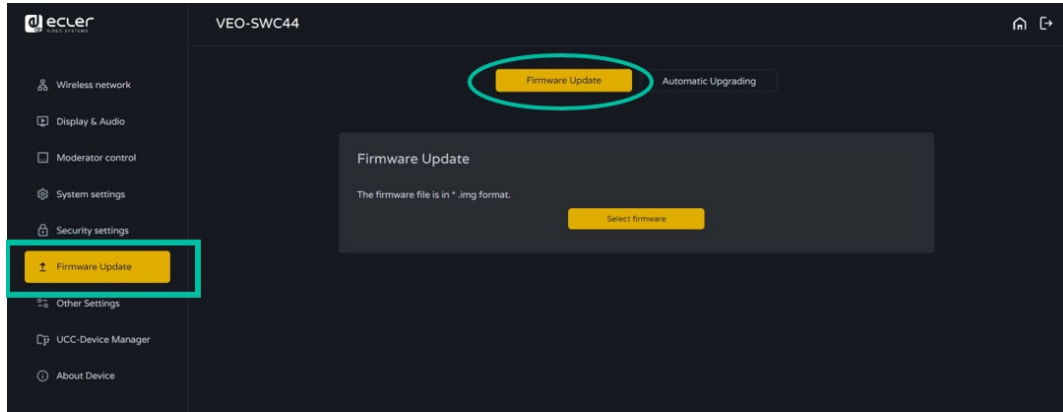 ecler
VIDEO SYSTEMS
VEO-SWC44
Wireless network
Display & Audio
Moderator control
System settings
Security settings
Firmware Update
Other Settings
UCC-Device Manager
About Device
Firmware Update
Automatic Upgrading
Firmware Update
The firmware file is in * .img format.
Select firmware